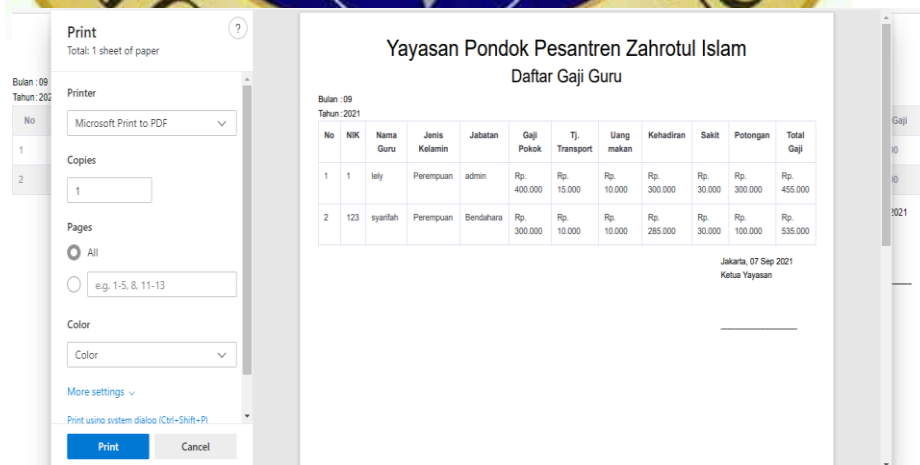 Print
?
Total: 1 sheet of paper
Printer
Microsoft Print to PDF
Copies
1
Pages
All
e.g. 1-5, 8, 11-13
Color
Color
More settings
Print using system dialog (Ctrl+Shift+P)
Print Cancel
Bulan : 09
Tahun : 202
No
1
2
Yayasan Pondok Pesantren Zahrotul Islam
Daftar Gaji Guru
Bulan : 09
Tahun : 2021
No NIK Nama Guru Jenis Kelamin Jabatan Gaji Pokok Tj. Transport Uang makan Kehadiran Sakit Potongan Total Gaji
1 1 lely Perempuan admin Rp. 400.000 Rp. 15.000 Rp. 10.000 Rp. 300.000 Rp. 30.000 Rp. 300.000 Rp. 455.000
2 123 syarifah Perempuan Bendahara Rp. 300.000 Rp. 10.000 Rp. 10.000 Rp. 285.000 Rp. 30.000 Rp. 100.000 Rp. 535.000
Jakarta, 07 Sep 2021
Ketua Yayasan
Gaji
2021